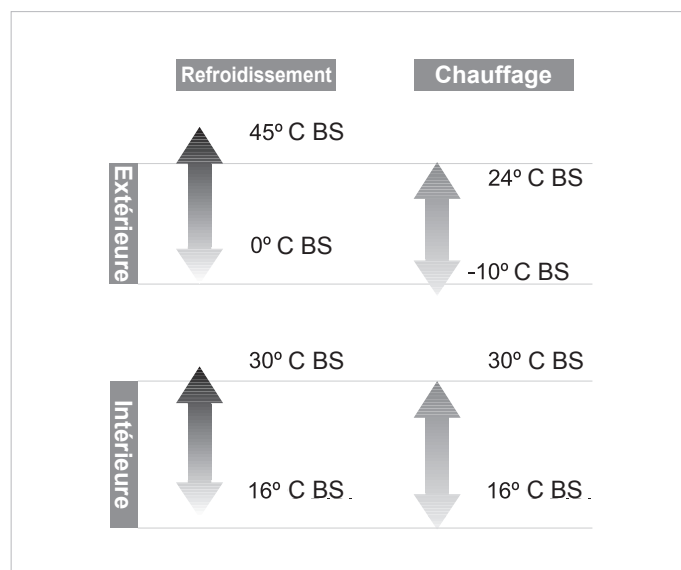 Refroidissement
Chauffage
Extérieure
45º C BS
24º C BS
0º C BS
-10º C BS
Intérieure
30º C BS
30º C BS
16º C BS
16º C BS